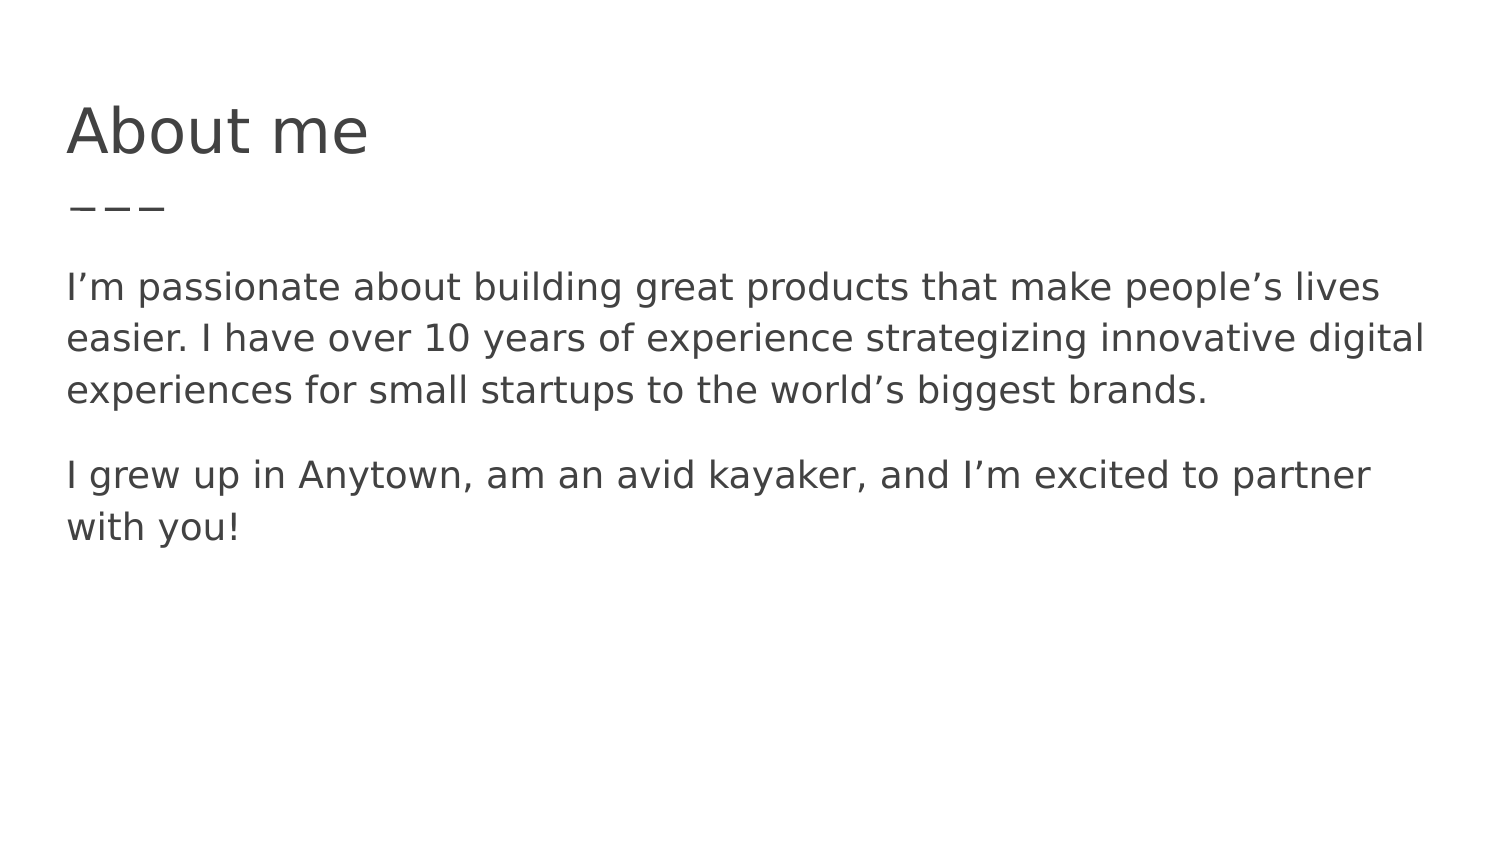 About me
I’m passionate about building great products that make people’s lives
easier. I have over 10 years of experience strategizing innovative digital
experiences for small startups to the world’s biggest brands.
I grew up in Anytown, am an avid kayaker, and I’m excited to partner
with you!